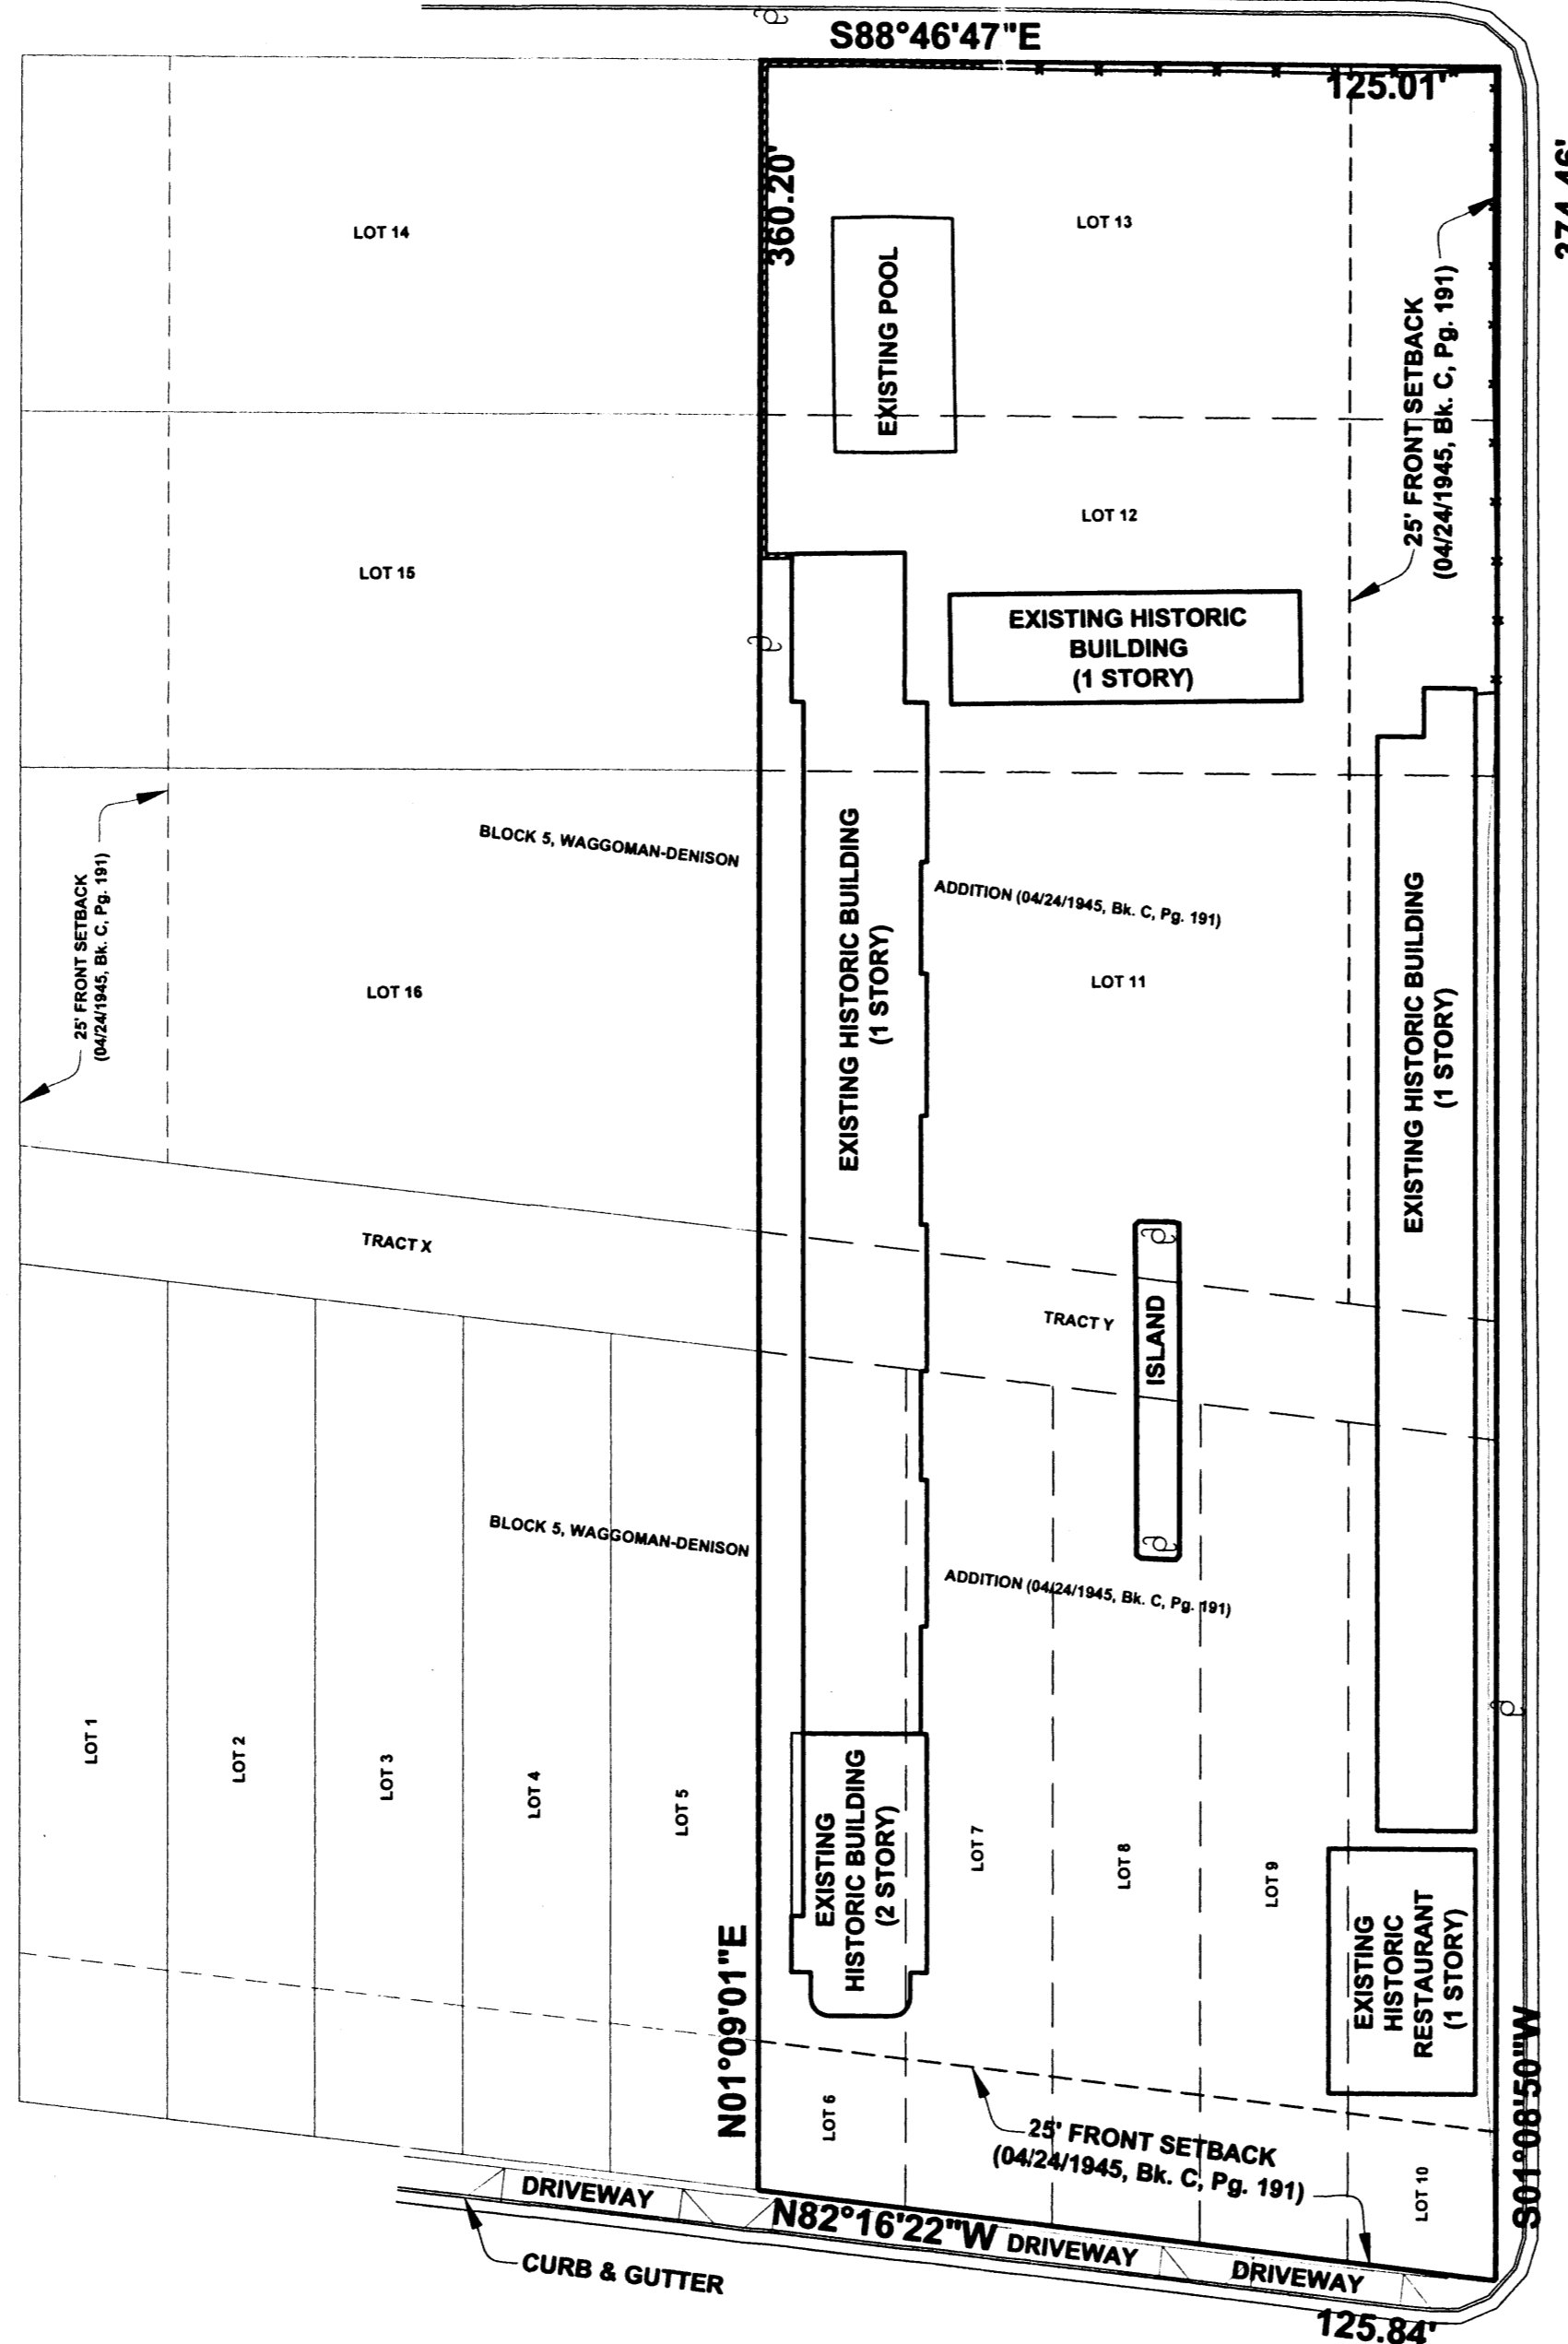 S88°46'47"E
125.01'
360.20'
374.46'
LOT 14
LOT 13
EXISTING POOL
25' FRONT SETBACK
(04/24/1945, Bk. C, Pg. 191)
LOT 12
LOT 15
EXISTING HISTORIC
BUILDING
(1 STORY)
BLOCK 5, WAGGOMAN-DENISON
ADDITION (04/24/1945, Bk. C, Pg. 191)
25' FRONT SETBACK
(04/24/1945, Bk. C, Pg. 191)
LOT 16
EXISTING HISTORIC BUILDING
(1 STORY)
LOT 11
EXISTING HISTORIC BUILDING
(1 STORY)
TRACT X
TRACT Y
ISLAND
BLOCK 5, WAGGOMAN-DENISON
ADDITION (04/24/1945, Bk. C, Pg. 191)
LOT 1
LOT 2
LOT 3
LOT 4
LOT 5
EXISTING
HISTORIC BUILDING
(2 STORY)
LOT 7
LOT 8
LOT 9
EXISTING
HISTORIC
RESTAURANT
(1 STORY)
N01°09'01"E
S01°08'50"W
LOT 6
25' FRONT SETBACK
(04/24/1945, Bk. C, Pg. 191)
LOT 10
DRIVEWAY
N82°16'22"W
DRIVEWAY
DRIVEWAY
CURB & GUTTER
125.84'